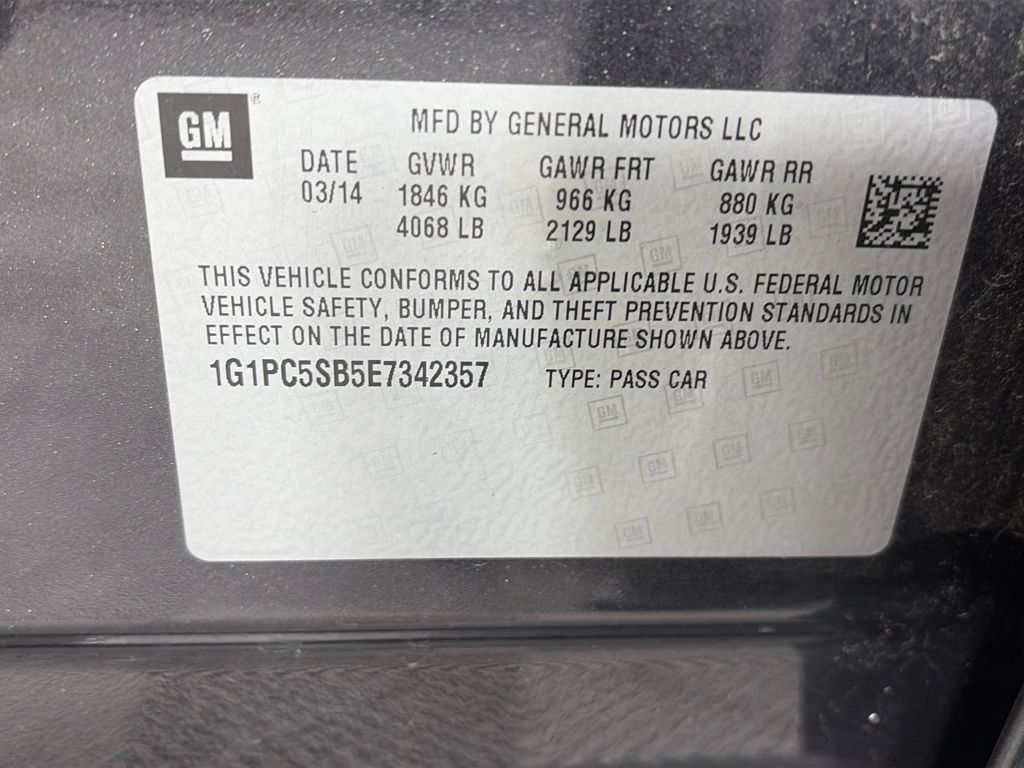 GM
MFD BY GENERAL MOTORS LLC
DATE GVWR GAWR FRT GAWR RR
03/14 1846 KG 966 KG 880 KG
4068 LB 2129 LB 1939 LB
THIS VEHICLE CONFORMS TO ALL APPLICABLE U.S. FEDERAL MOTOR
VEHICLE SAFETY, BUMPER, AND THEFT PREVENTION STANDARDS IN
EFFECT ON THE DATE OF MANUFACTURE SHOWN ABOVE.
1G1PC5SB5E7342357 TYPE: PASS CAR